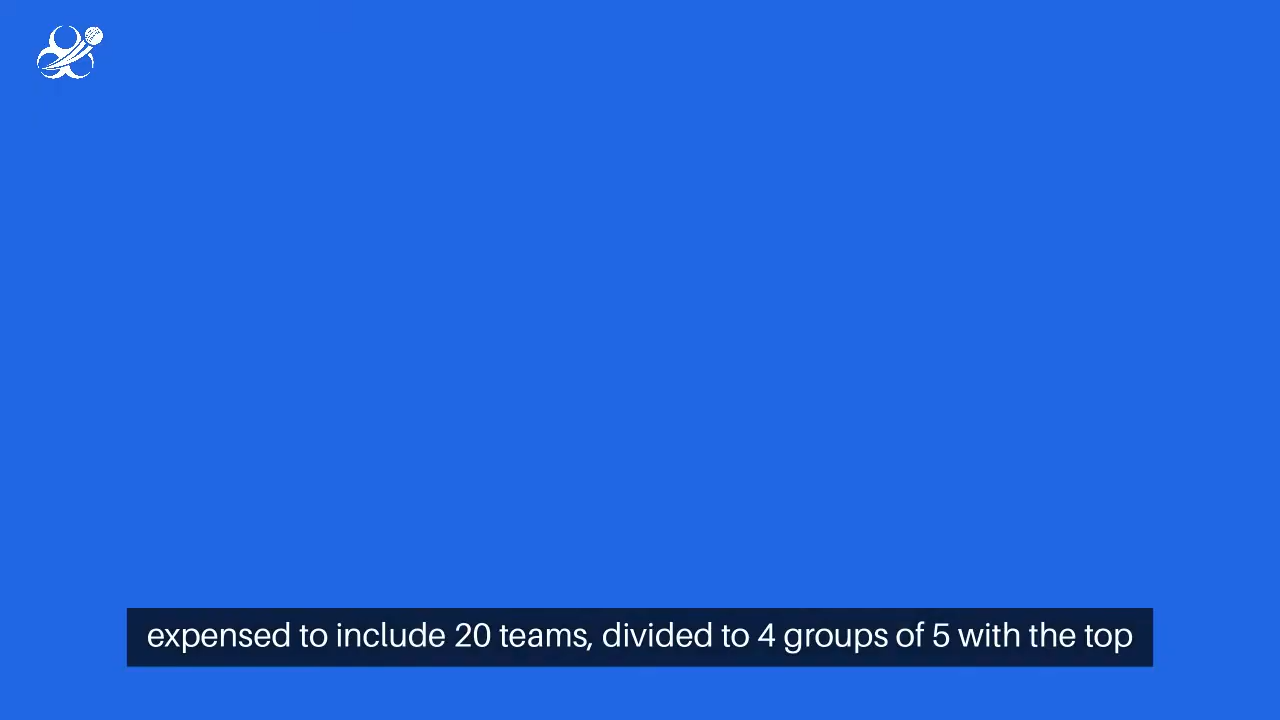 expensed to include 20 teams, divided to 4 groups of 5 with the top